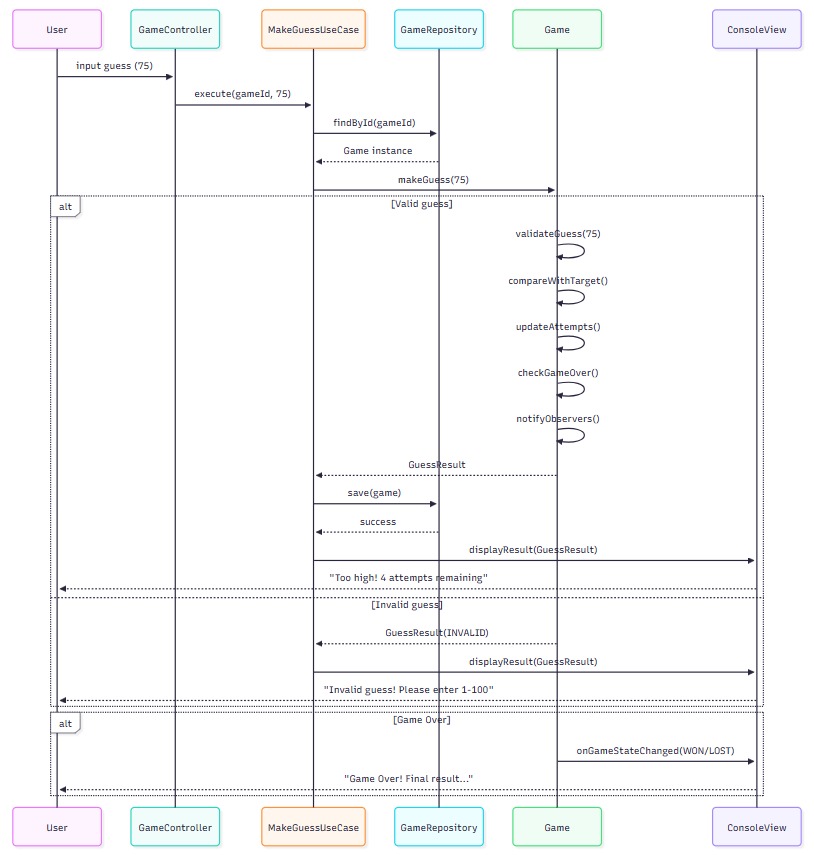 User
GameController
MakeGuessUseCase
GameRepository
Game
ConsoleView
input guess (75)
execute(gameId, 75)
findById(gameId)
Game instance
makeGuess(75)
alt
[Valid guess]
validateGuess(75)
compareWithTarget()
updateAttempts()
checkGameOver()
notifyObservers()
GuessResult
save(game)
success
displayResult(GuessResult)
"Too high! 4 attempts remaining"
[Invalid guess]
GuessResult(INVALID)
displayResult(GuessResult)
"Invalid guess! Please enter 1-100"
alt
[Game Over]
onGameStateChanged(WON/LOST)
"Game Over! Final result..."
User
GameController
MakeGuessUseCase
GameRepository
Game
ConsoleView